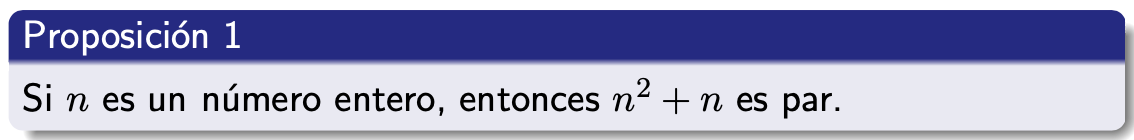 Proposición 1
Si n es un número entero, entonces n² + n es par.